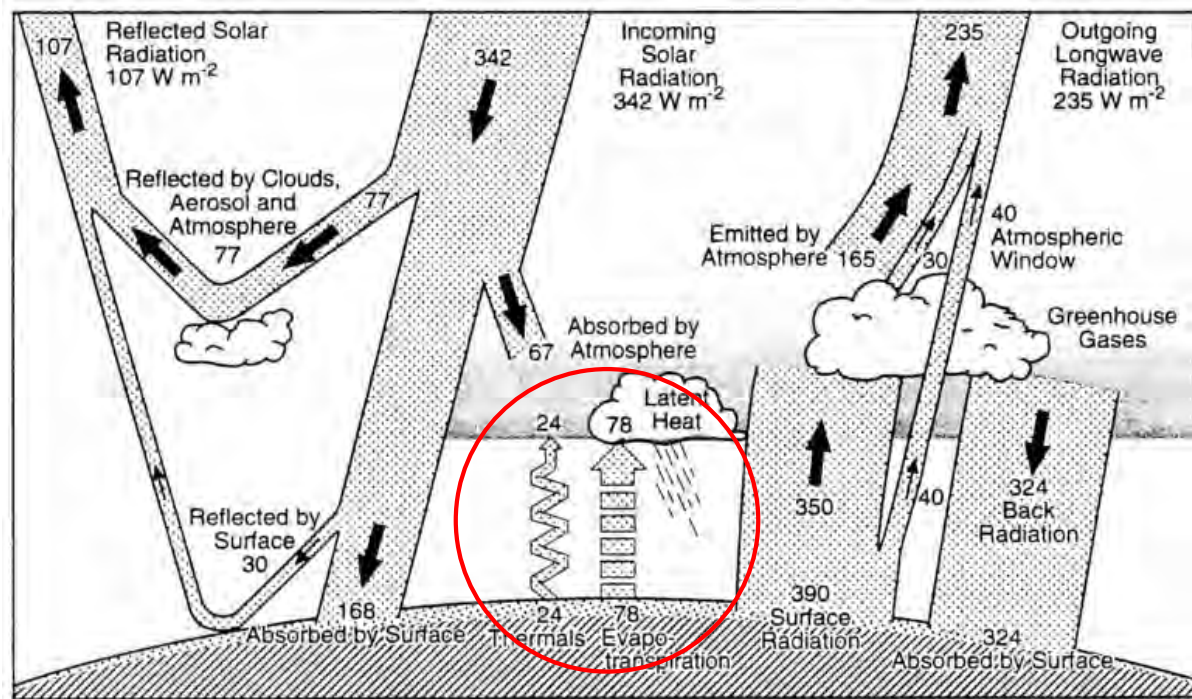 107
Reflected Solar
Radiation
107 W m⁻²
342
Incoming
Solar
Radiation
342 W m⁻²
235
Outgoing
Longwave
Radiation
235 W m⁻²
Reflected by Clouds,
Aerosol and
Atmosphere
77
77
Emitted by
Atmosphere
165
30
40
Atmospheric
Window
Greenhouse
Gases
67
Absorbed by
Atmosphere
24
78
Latent
Heat
350
40
324
Back
Radiation
Reflected by
Surface
30
168
Absorbed by Surface
24
Thermals
78
Evapo-
transpiration
390
Surface
Radiation
324
Absorbed by Surface